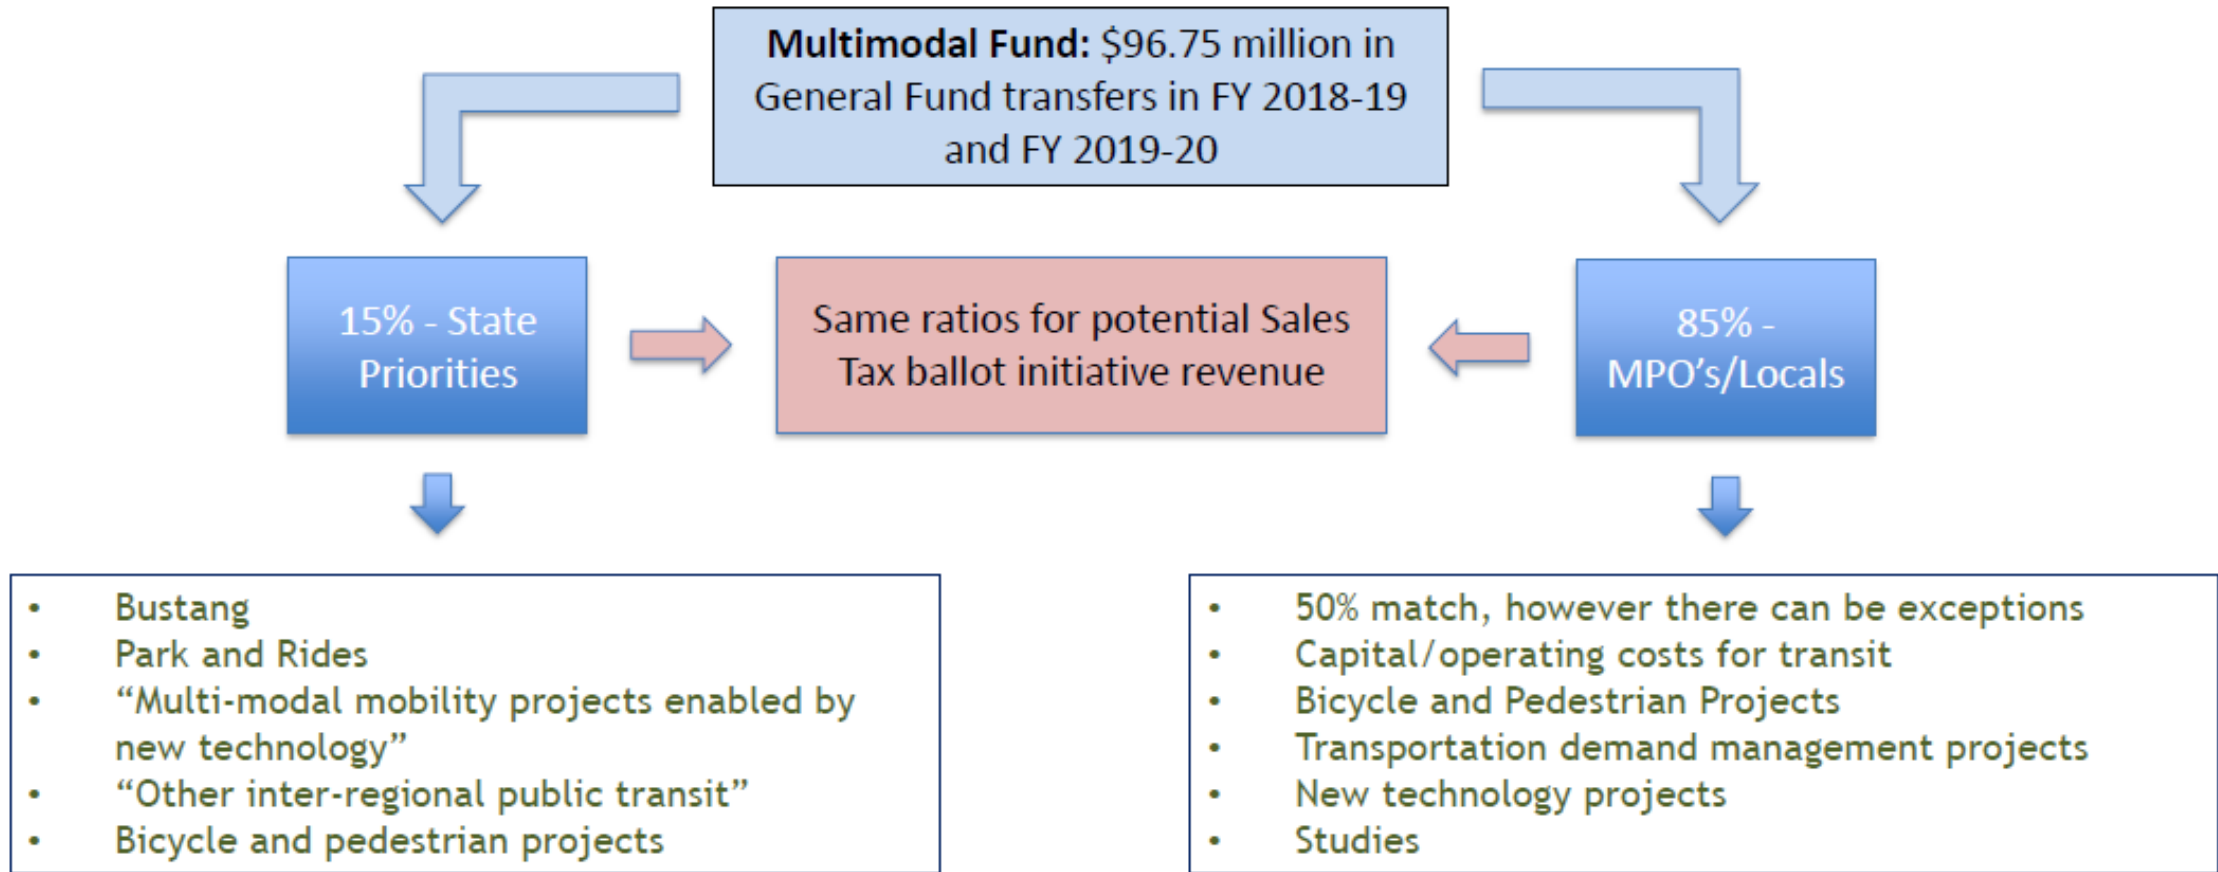 Multimodal Fund: $96.75 million in
General Fund transfers in FY 2018-19
and FY 2019-20
15% - State
Priorities
Same ratios for potential Sales
Tax ballot initiative revenue
85% -
MPO's/Locals
• Bustang
• Park and Rides
• “Multi-modal mobility projects enabled by
new technology”
• “Other inter-regional public transit”
• Bicycle and pedestrian projects
• 50% match, however there can be exceptions
• Capital/operating costs for transit
• Bicycle and Pedestrian Projects
• Transportation demand management projects
• New technology projects
• Studies